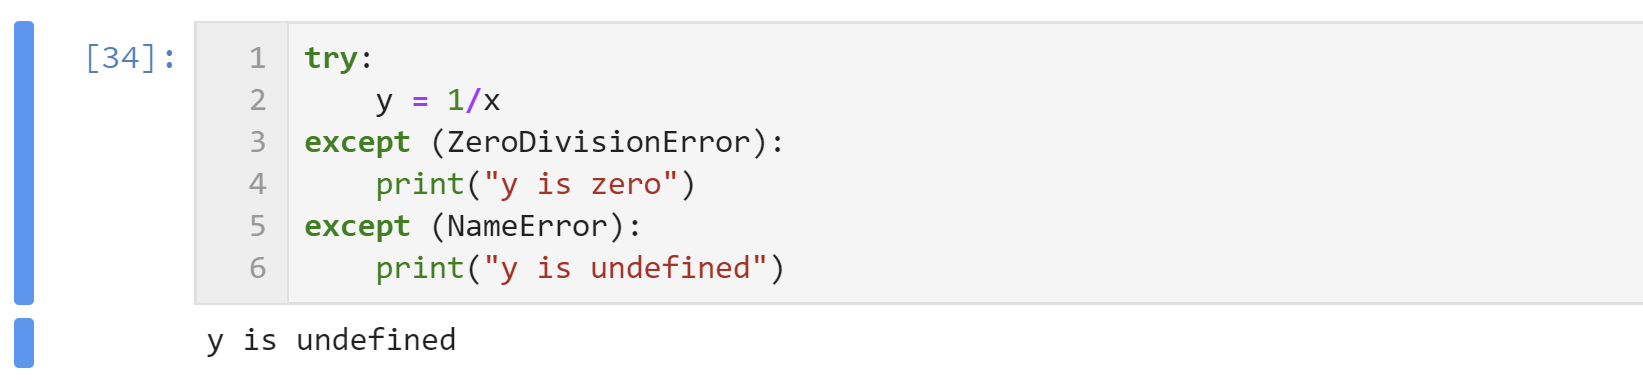 [34]:
1 try:
2     y = 1/x
3 except (ZeroDivisionError):
4     print("y is zero")
5 except (NameError):
6     print("y is undefined")
y is undefined